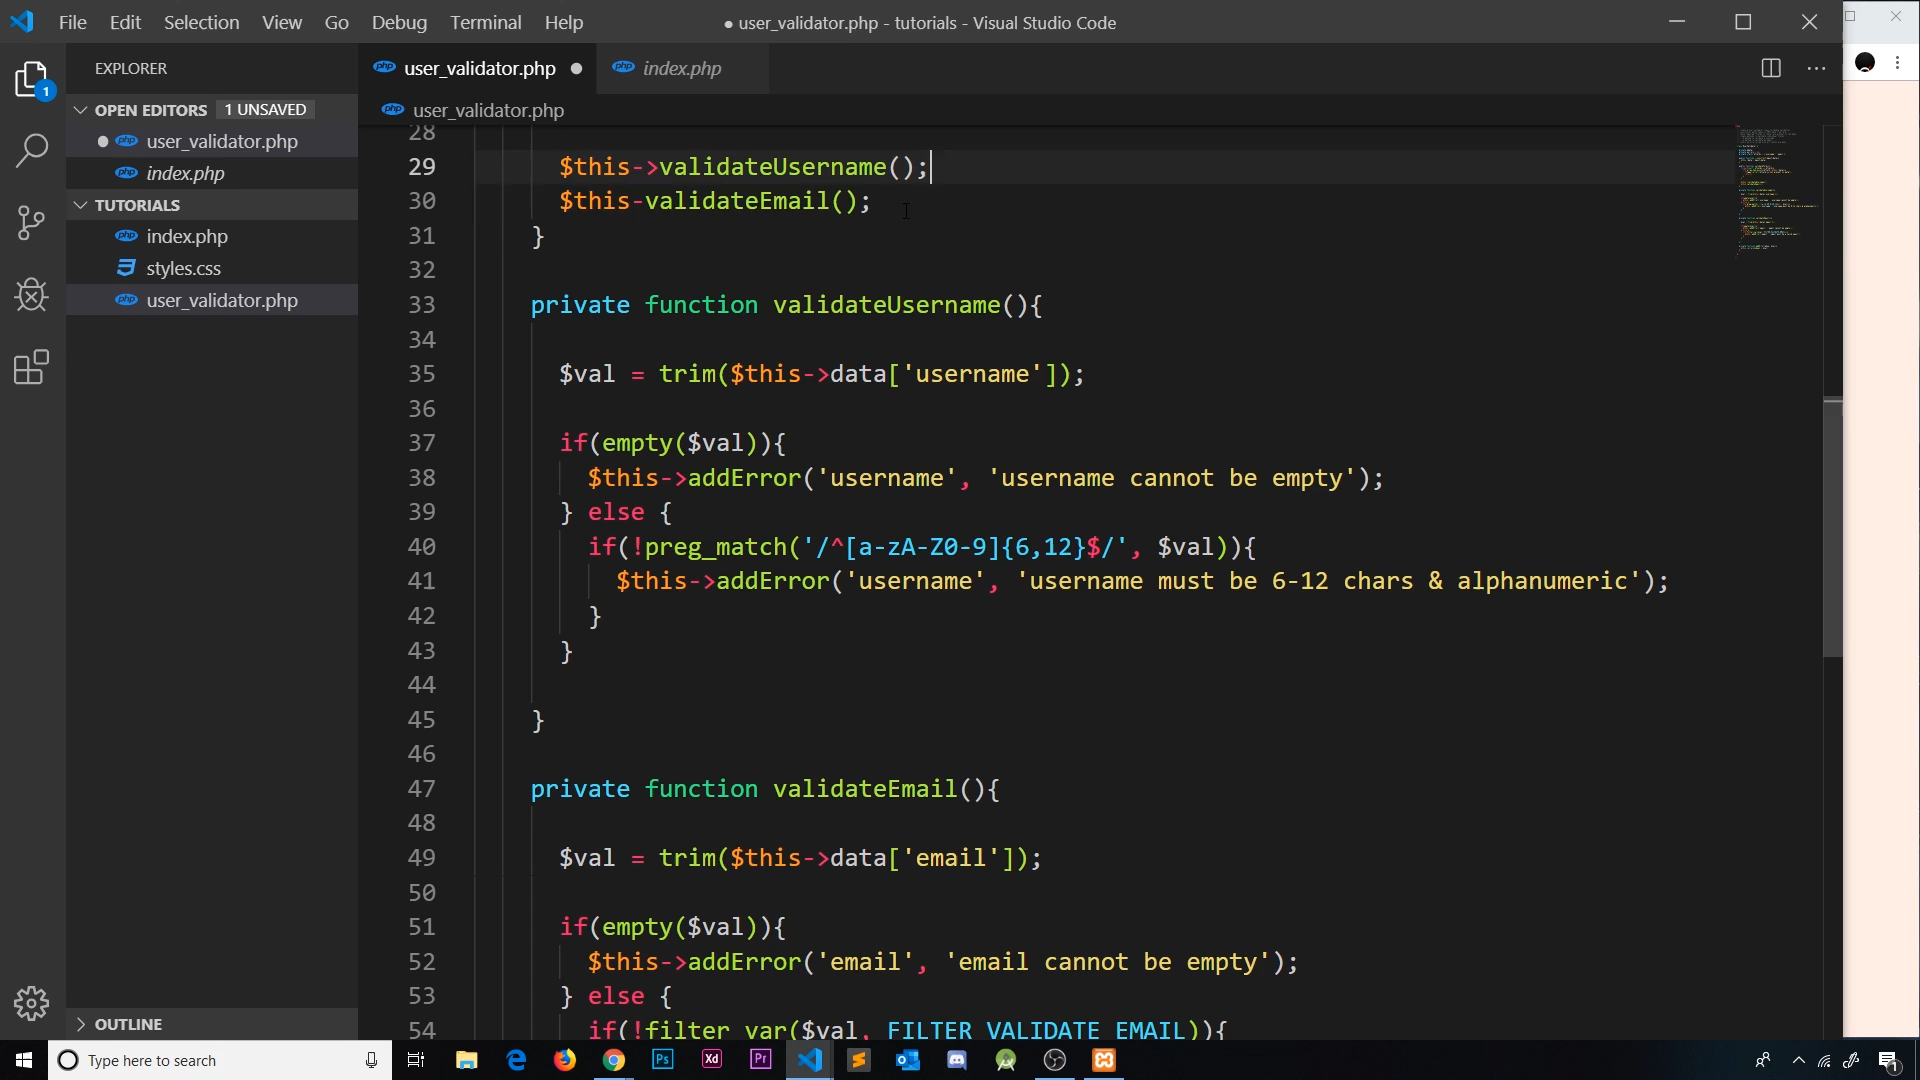 File Edit Selection View Go Debug Terminal Help
● user_validator.php - tutorials - Visual Studio Code
EXPLORER
OPEN EDITORS 1 UNSAVED
user_validator.php
index.php
TUTORIALS
index.php
styles.css
user_validator.php
OUTLINE
1
user_validator.php
index.php
user_validator.php
28
29 $this->validateUsername();
30 $this-validateEmail();
31 }
32
33 private function validateUsername(){
34
35 $val = trim($this->data['username']);
36
37 if(empty($val)){
38 $this->addError('username', 'username cannot be empty');
39 } else {
40 if(!preg_match('/^[a-zA-Z0-9]{6,12}$/', $val)){
41 $this->addError('username', 'username must be 6-12 chars & alphanumeric');
42 }
43 }
44
45 }
46
47 private function validateEmail(){
48
49 $val = trim($this->data['email']);
50
51 if(empty($val)){
52 $this->addError('email', 'email cannot be empty');
53 } else {
54 if(!filter_var($val, FILTER_VALIDATE_EMAIL)){
Type here to search
Ps
Xd
Pr
1